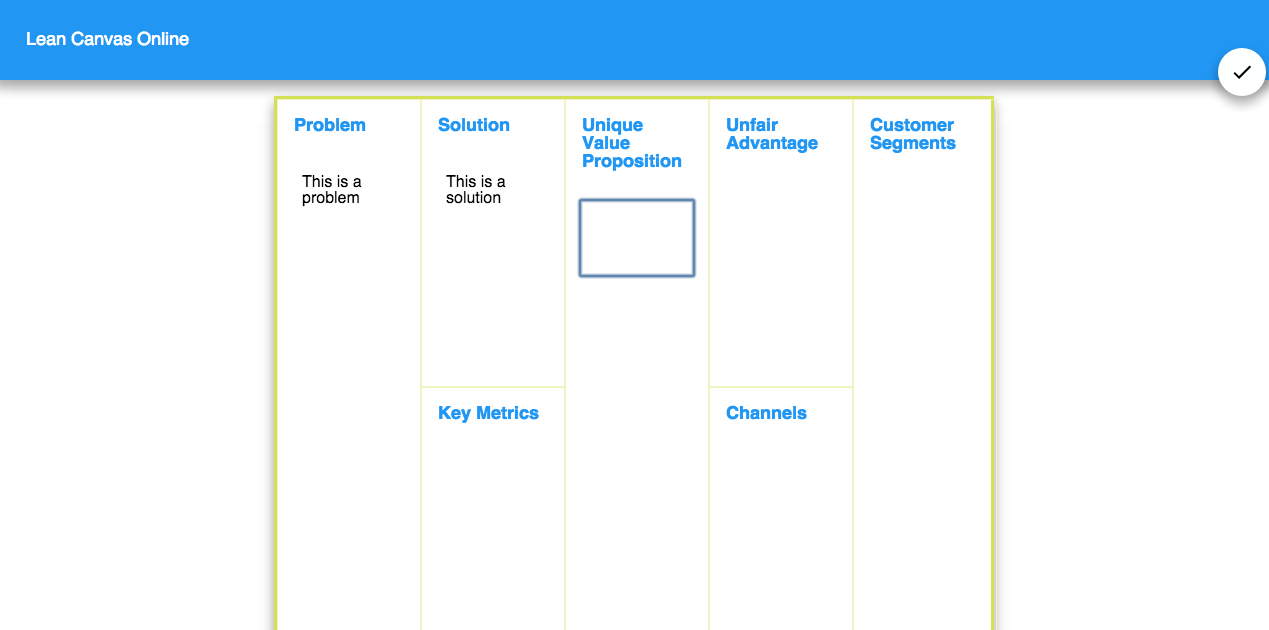 Lean Canvas Online
Problem
This is a
problem
Solution
This is a
solution
Key Metrics
Unique
Value
Proposition
Unfair
Advantage
Channels
Customer
Segments